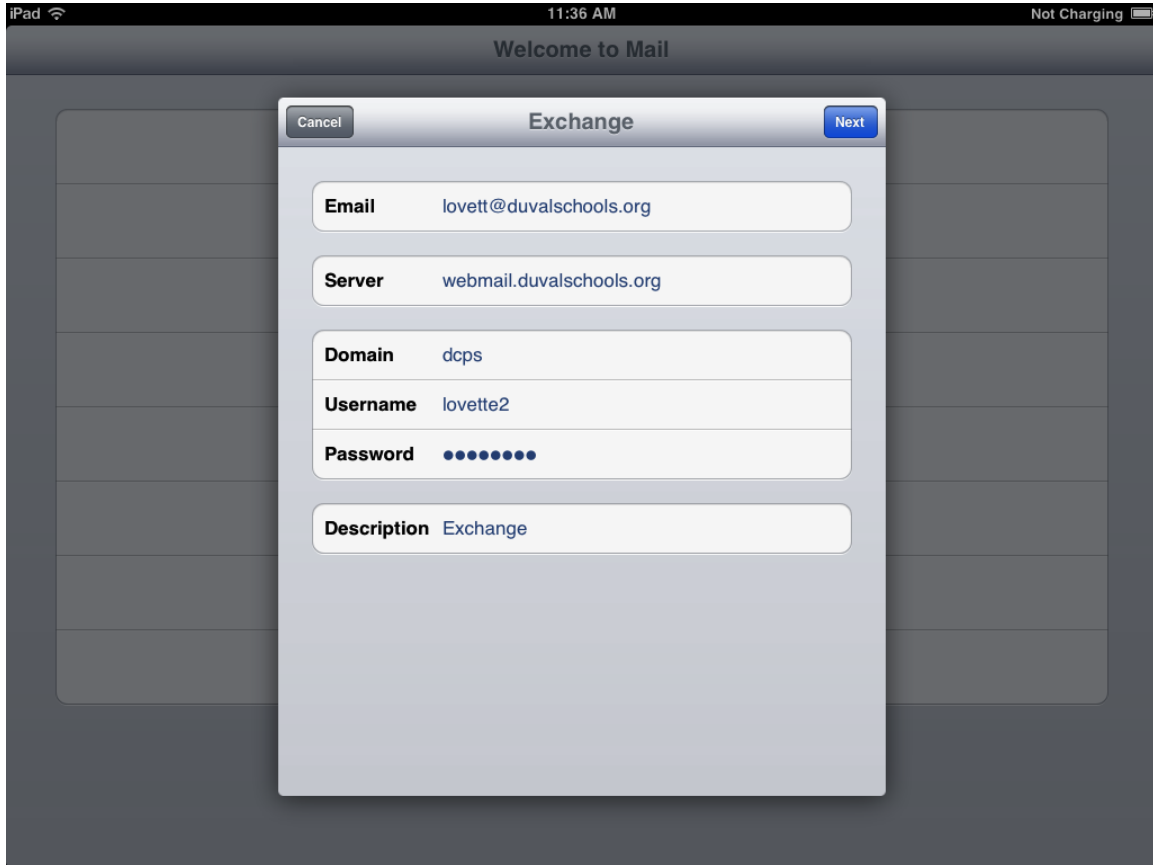 iPad 11:36 AM Not Charging
Welcome to Mail
Cancel Exchange Next
Email lovett@duvalschools.org
Server webmail.duvalschools.org
Domain dcps
Username lovette2
Password ●●●●●●●●
Description Exchange